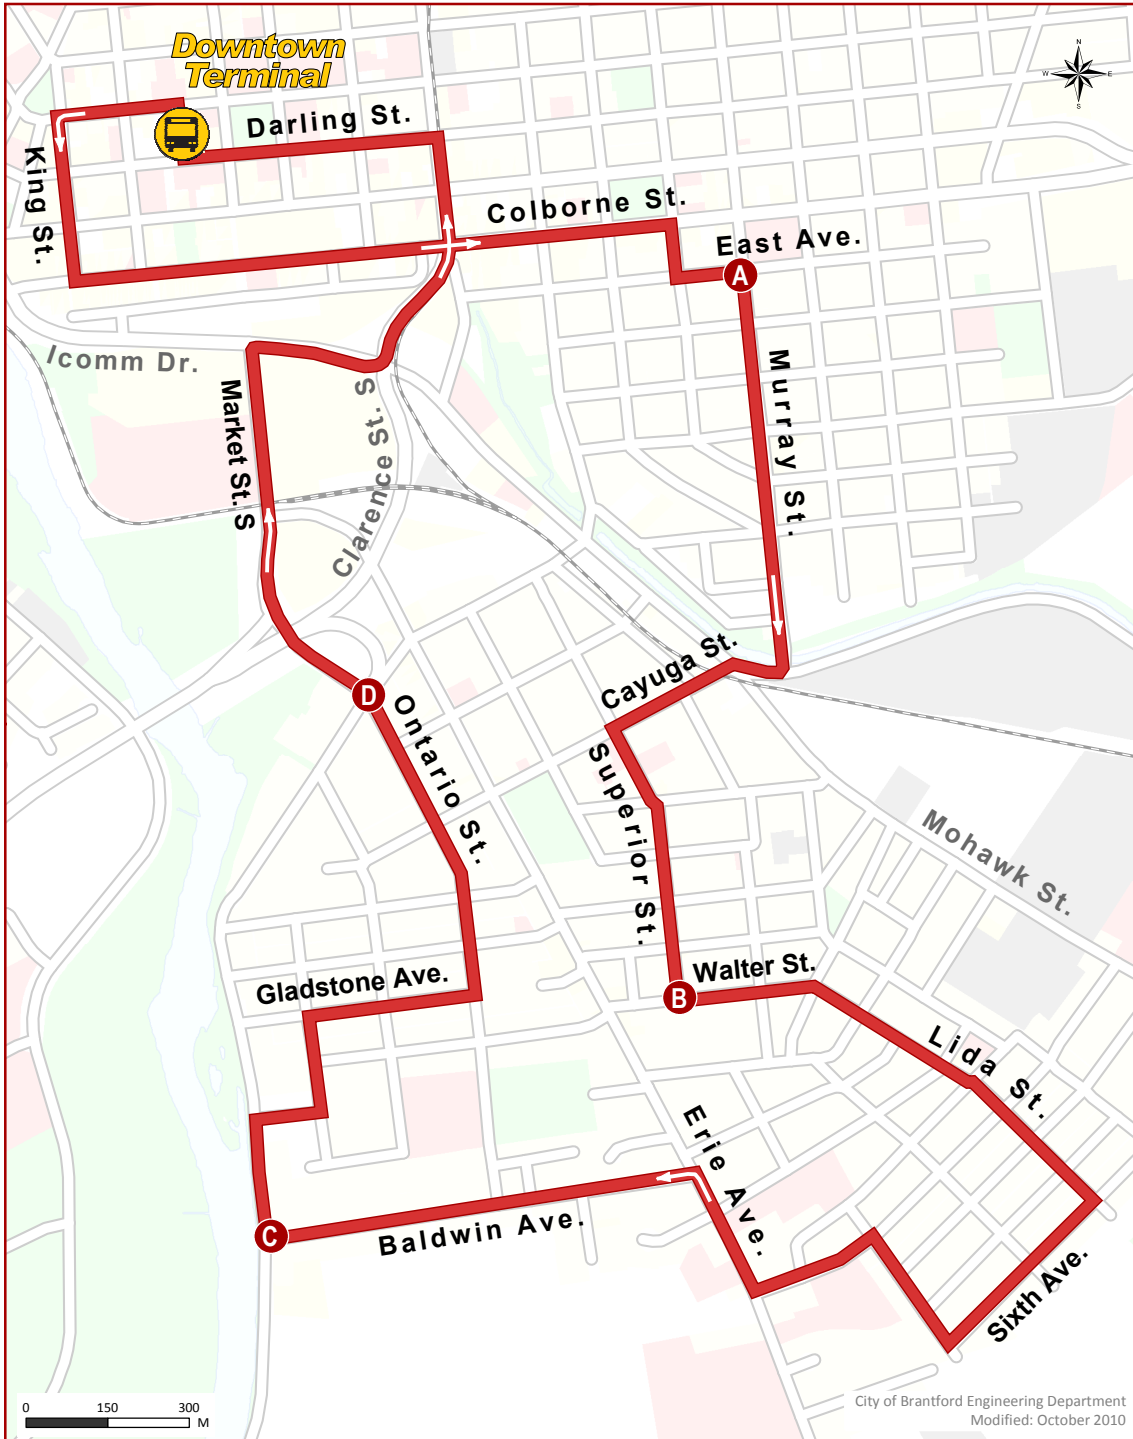 Downtown
Terminal
N
W
E
S
Darling St.
King St.
Colborne St.
East Ave.
A
Icomm Dr.
Market St. S
Clarence St. S
Murray St.
Cayuga St.
D
Ontario St.
Superior St.
Mohawk St.
Gladstone Ave.
Walter St.
B
Lida St.
Erie Ave.
C
Baldwin Ave.
Sixth Ave.
0 150 300
M
City of Brantford Engineering Department
Modified: October 2010